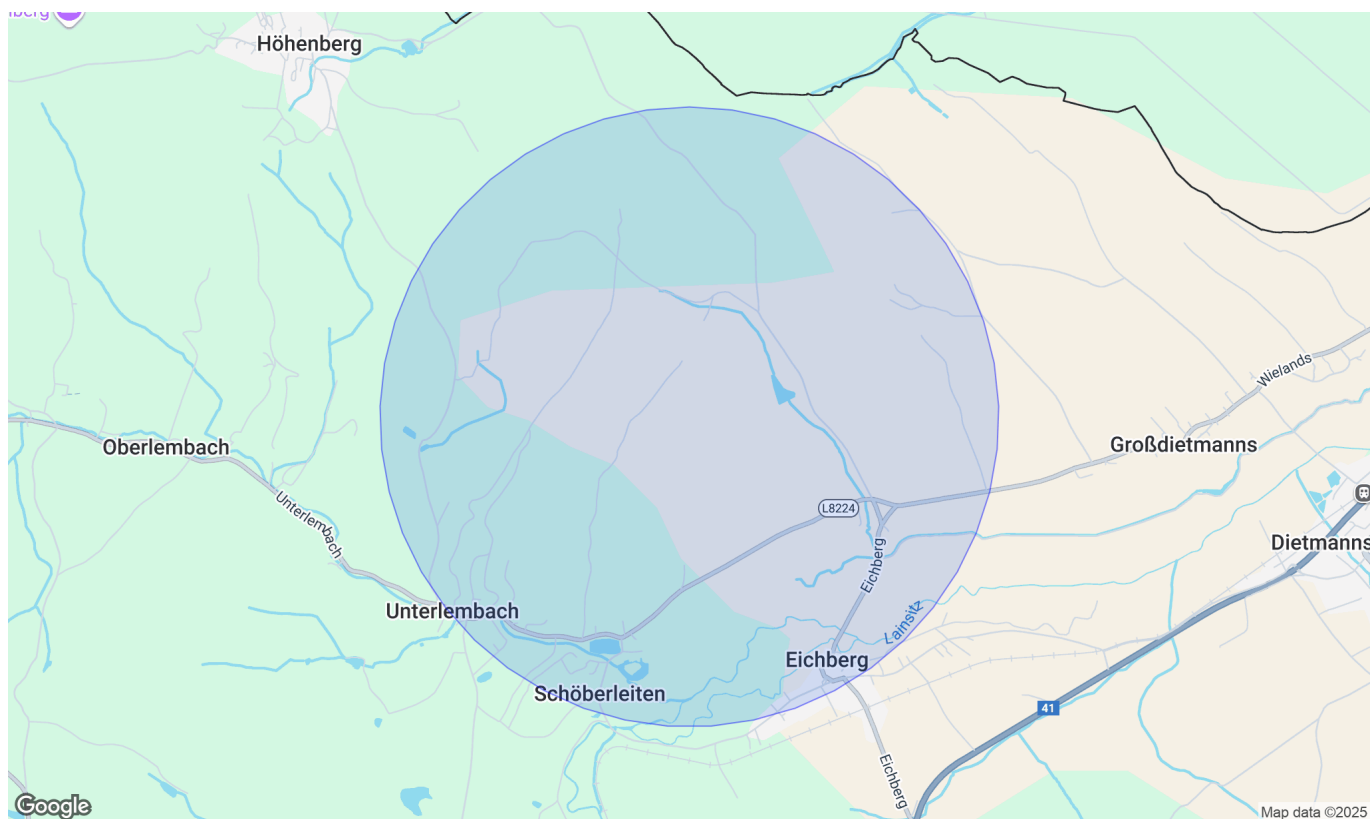 Höhenberg
Wielands
Oberlembach
Großdietmanns
Unterlembach
L8224
Dietmanns
Eichberg
Unterlembach
Lainsitz
Eichberg
Schöberleiten
41
Eichberg
Google
Map data ©2025